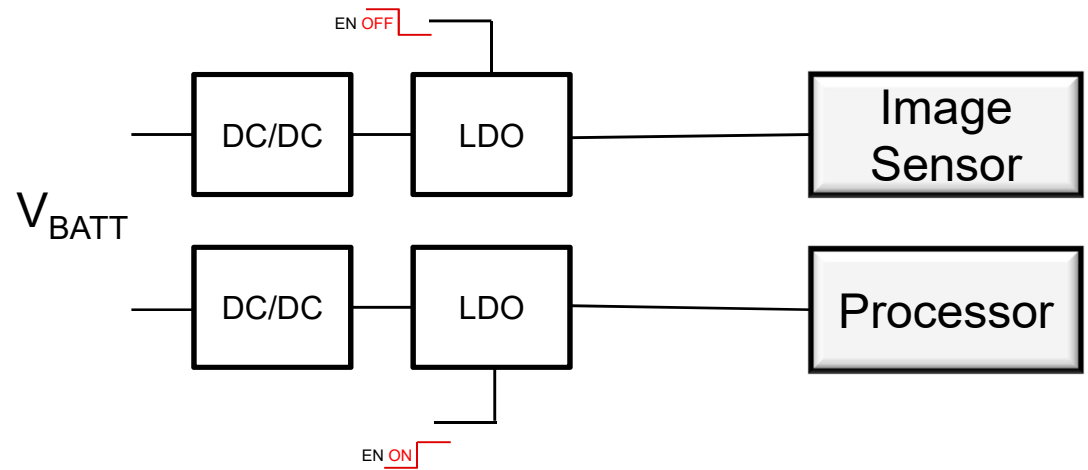 EN OFF
DC/DC
LDO
Image
Sensor
VBATT
DC/DC
LDO
Processor
EN ON